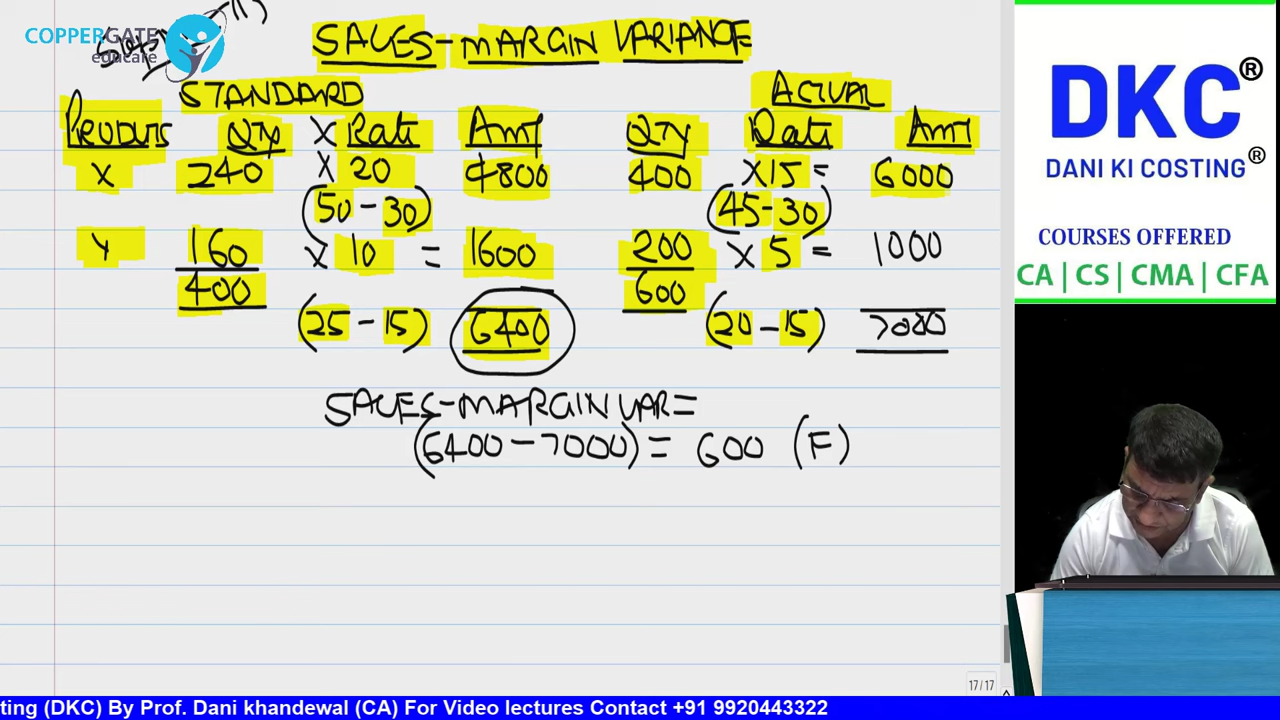 COPPERGATE
educate
SALES-MARGIN VARIANCE
STANDARD ACTUAL
PRODUTS QTY X Rate AMT QTY Rate AMT
X 240 X 20 4800 400 X15 = 6000
(50 - 30) (45-30)
Y 160 X 10 = 1600 200 X 5 = 1000
400 600
(25 - 15) 6400 (20 - 15) 7000
SALES-MARGIN VAR =
(6400 - 7000) = 600 (F)
17/17
DKC®
DANI KI COSTING®
COURSES OFFERED
CA | CS | CMA | CFA
ting (DKC) By Prof. Dani khandewal (CA) For Video lectures Contact +91 9920443322